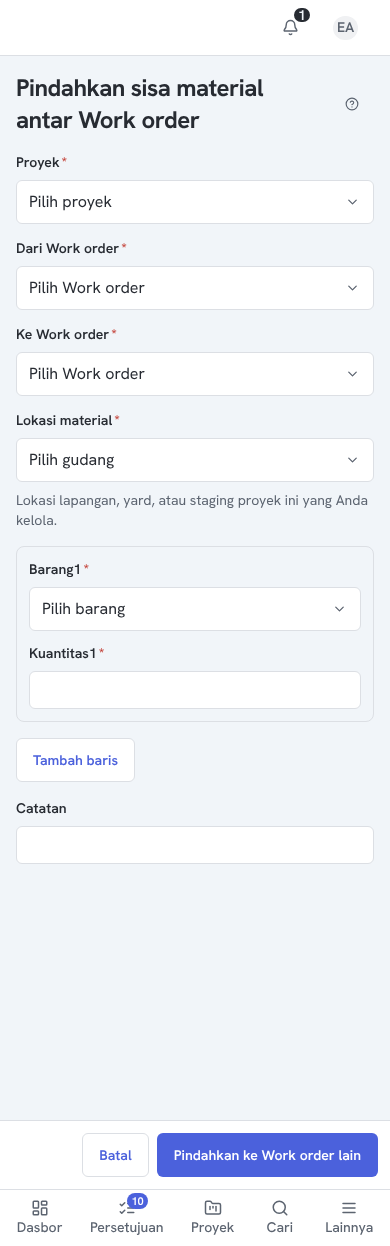 1
EA
Pindahkan sisa material
antar Work order
Proyek*
Pilih proyek
Dari Work order*
Pilih Work order
Ke Work order*
Pilih Work order
Lokasi material*
Pilih gudang
Lokasi lapangan, yard, atau staging proyek ini yang Anda
kelola.
Barang1*
Pilih barang
Kuantitas1*
Tambah baris
Catatan
Batal
Pindahkan ke Work order lain
10
Dasbor
Persetujuan
Proyek
Cari
Lainnya